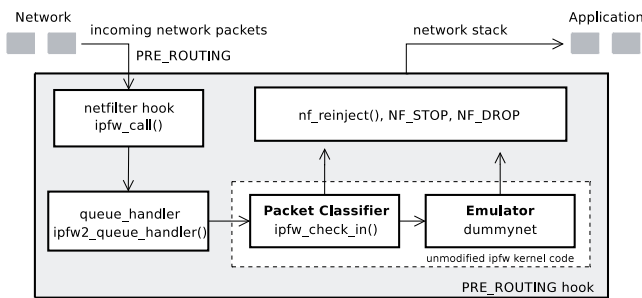 Network
incoming network packets
PRE_ROUTING
network stack
Application
netfilter hook
ipfw_call()
nf_reinject(), NF_STOP, NF_DROP
queue_handler
ipfw2_queue_handler()
Packet Classifier
ipfw_check_in()
Emulator
dummynet
unmodified ipfw kernel code
PRE_ROUTING hook